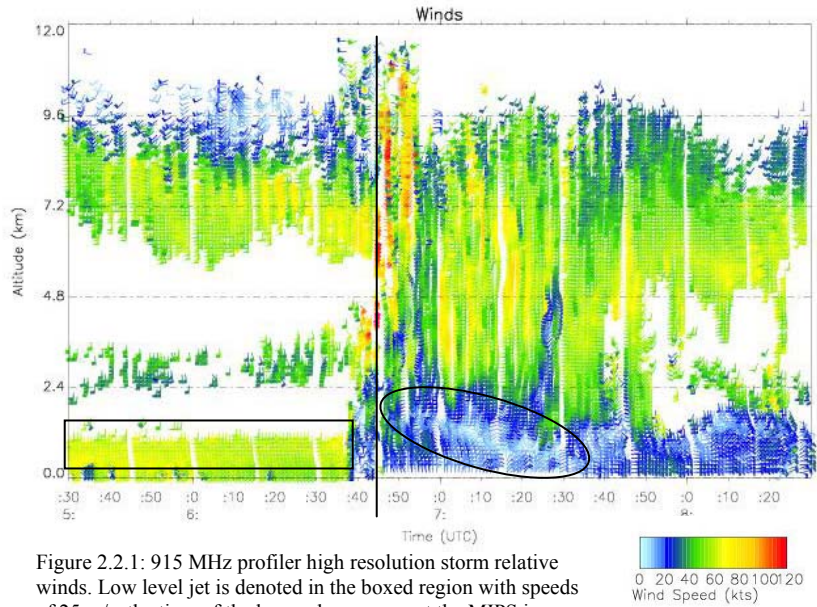 Winds
12.0
9.6
7.2
4.8
2.4
0.0
Altitude (km)
:30 :40 :50 :0 :10 :20 :30 :40 :50 :0 :10 :20 :30 :40 :50 :0 :10 :20
5: 6: 7: 8:
Time (UTC)
0 20 40 60 80 100 120
Wind Speed (kts)
Figure 2.2.1: 915 MHz profiler high resolution storm relative
winds. Low level jet is denoted in the boxed region with speeds